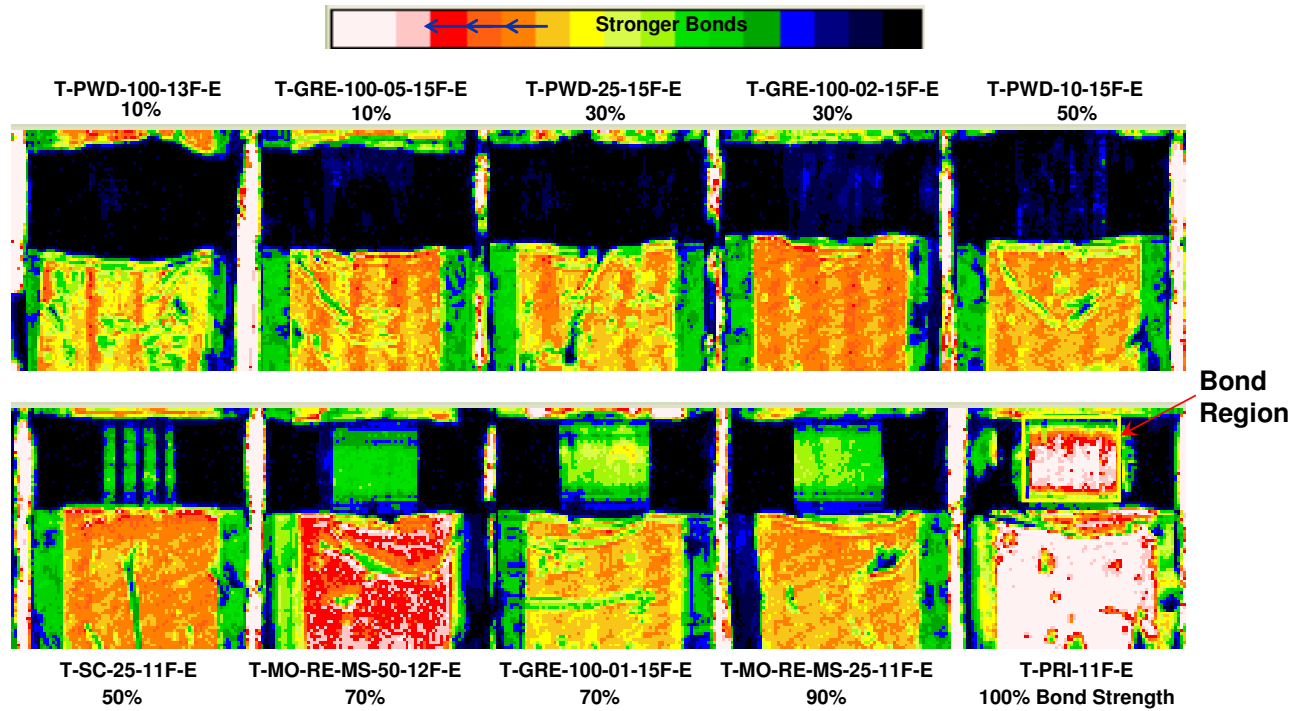 Stronger Bonds
T-PWD-100-13F-E
10%
T-GRE-100-05-15F-E
10%
T-PWD-25-15F-E
30%
T-GRE-100-02-15F-E
30%
T-PWD-10-15F-E
50%
Bond
Region
T-SC-25-11F-E
50%
T-MO-RE-MS-50-12F-E
70%
T-GRE-100-01-15F-E
70%
T-MO-RE-MS-25-11F-E
90%
T-PRI-11F-E
100% Bond Strength